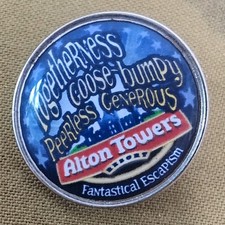 Togetherness
Goose-bumpy
Peerless Generous
Alton Towers
Fantastical Escapism